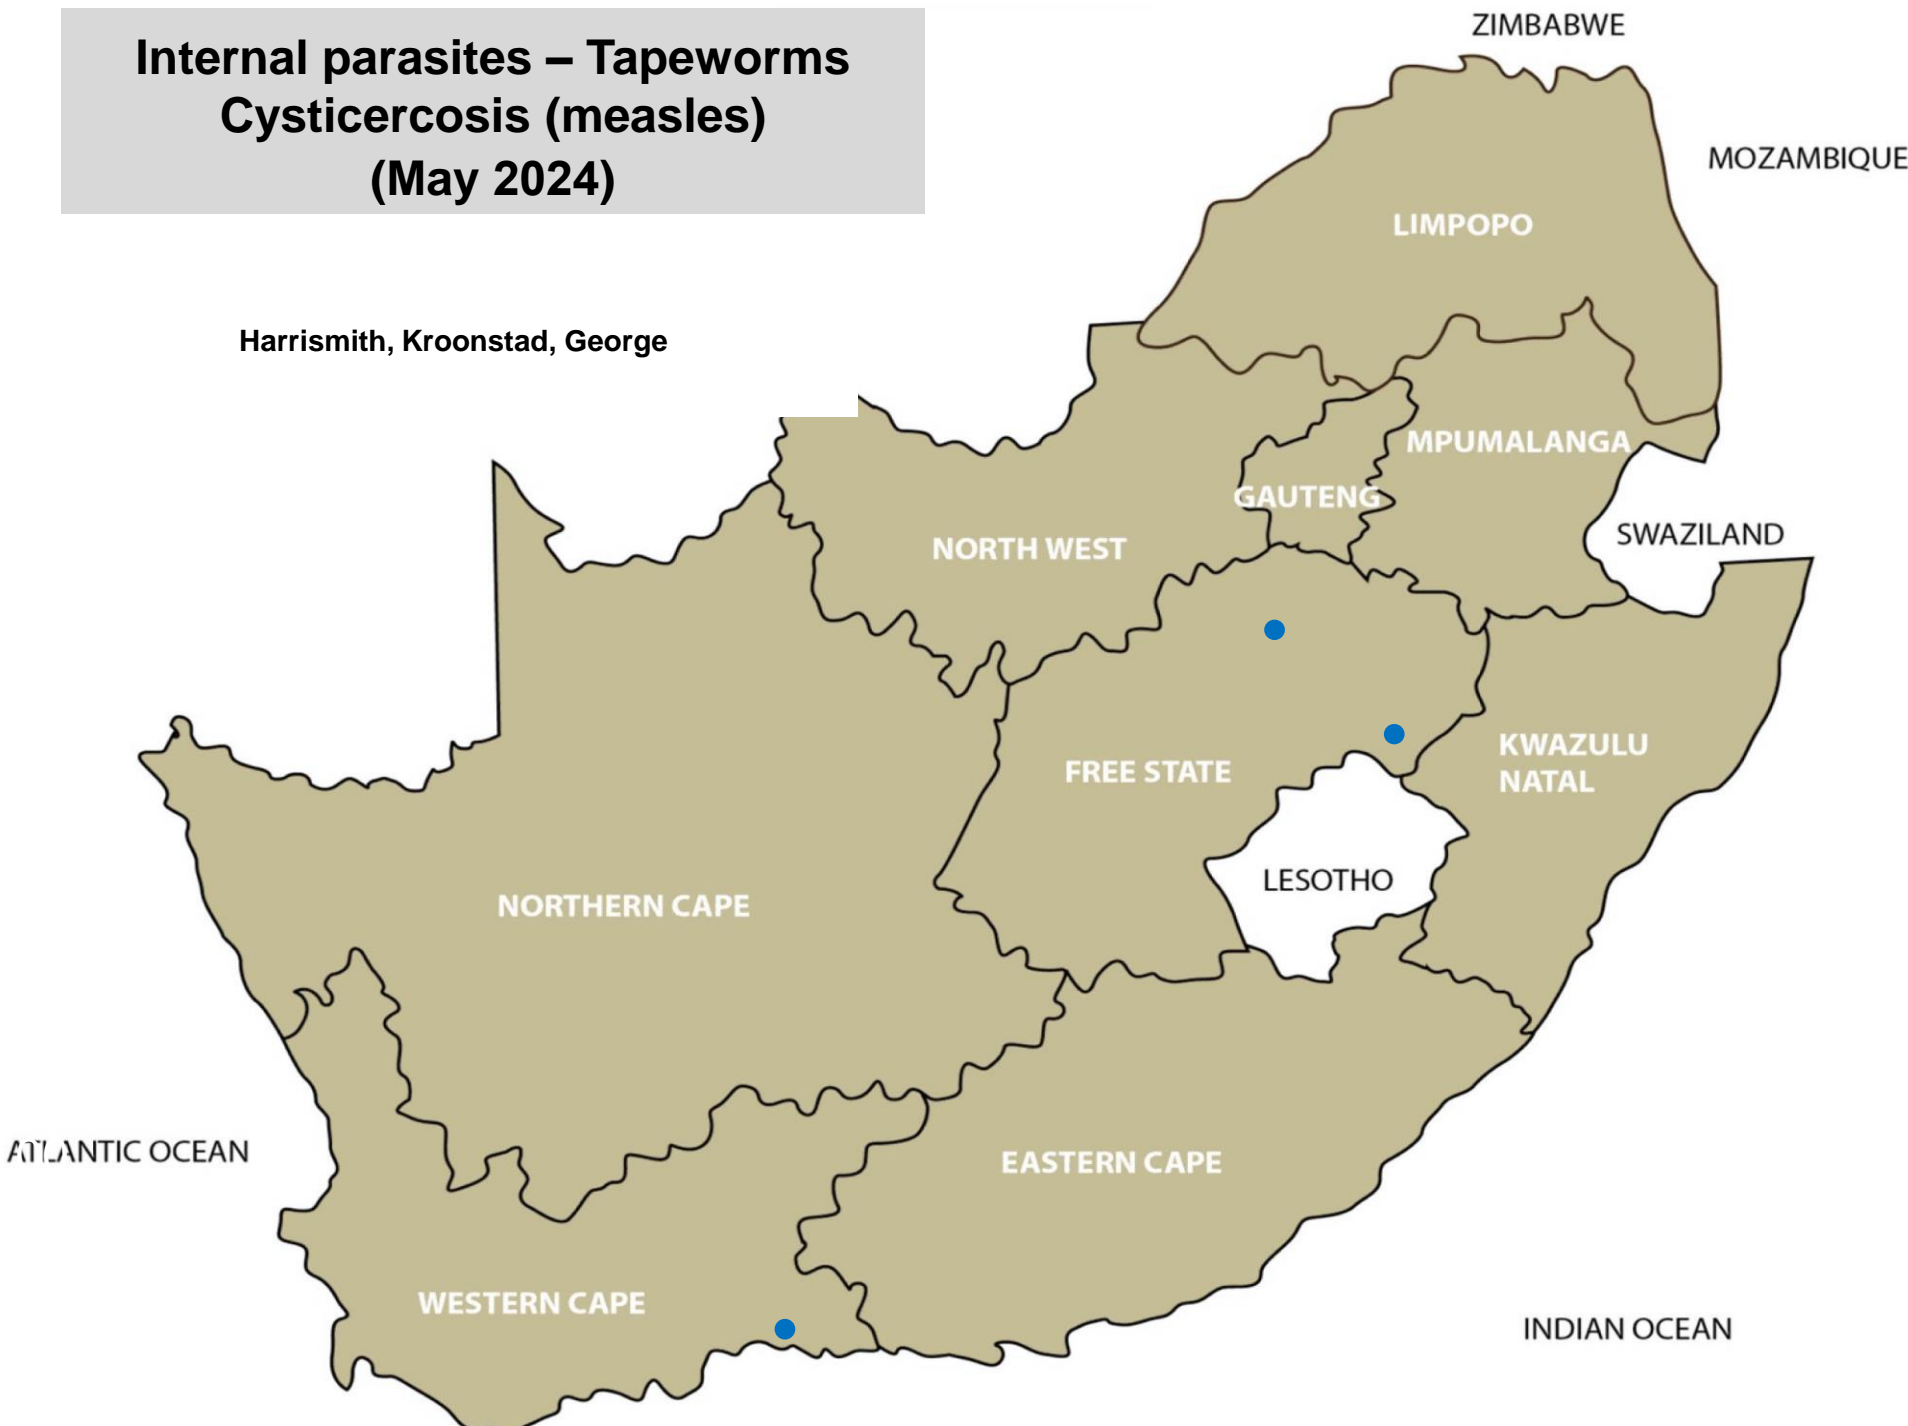 Internal parasites – Tapeworms
Cysticercosis (measles)
(May 2024)
Harrismith, Kroonstad, George
ZIMBABWE
MOZAMBIQUE
LIMPOPO
MPUMALANGA
GAUTENG
NORTH WEST
SWAZILAND
KWAZULU
NATAL
FREE STATE
LESOTHO
NORTHERN CAPE
ATLANTIC OCEAN
EASTERN CAPE
WESTERN CAPE
INDIAN OCEAN